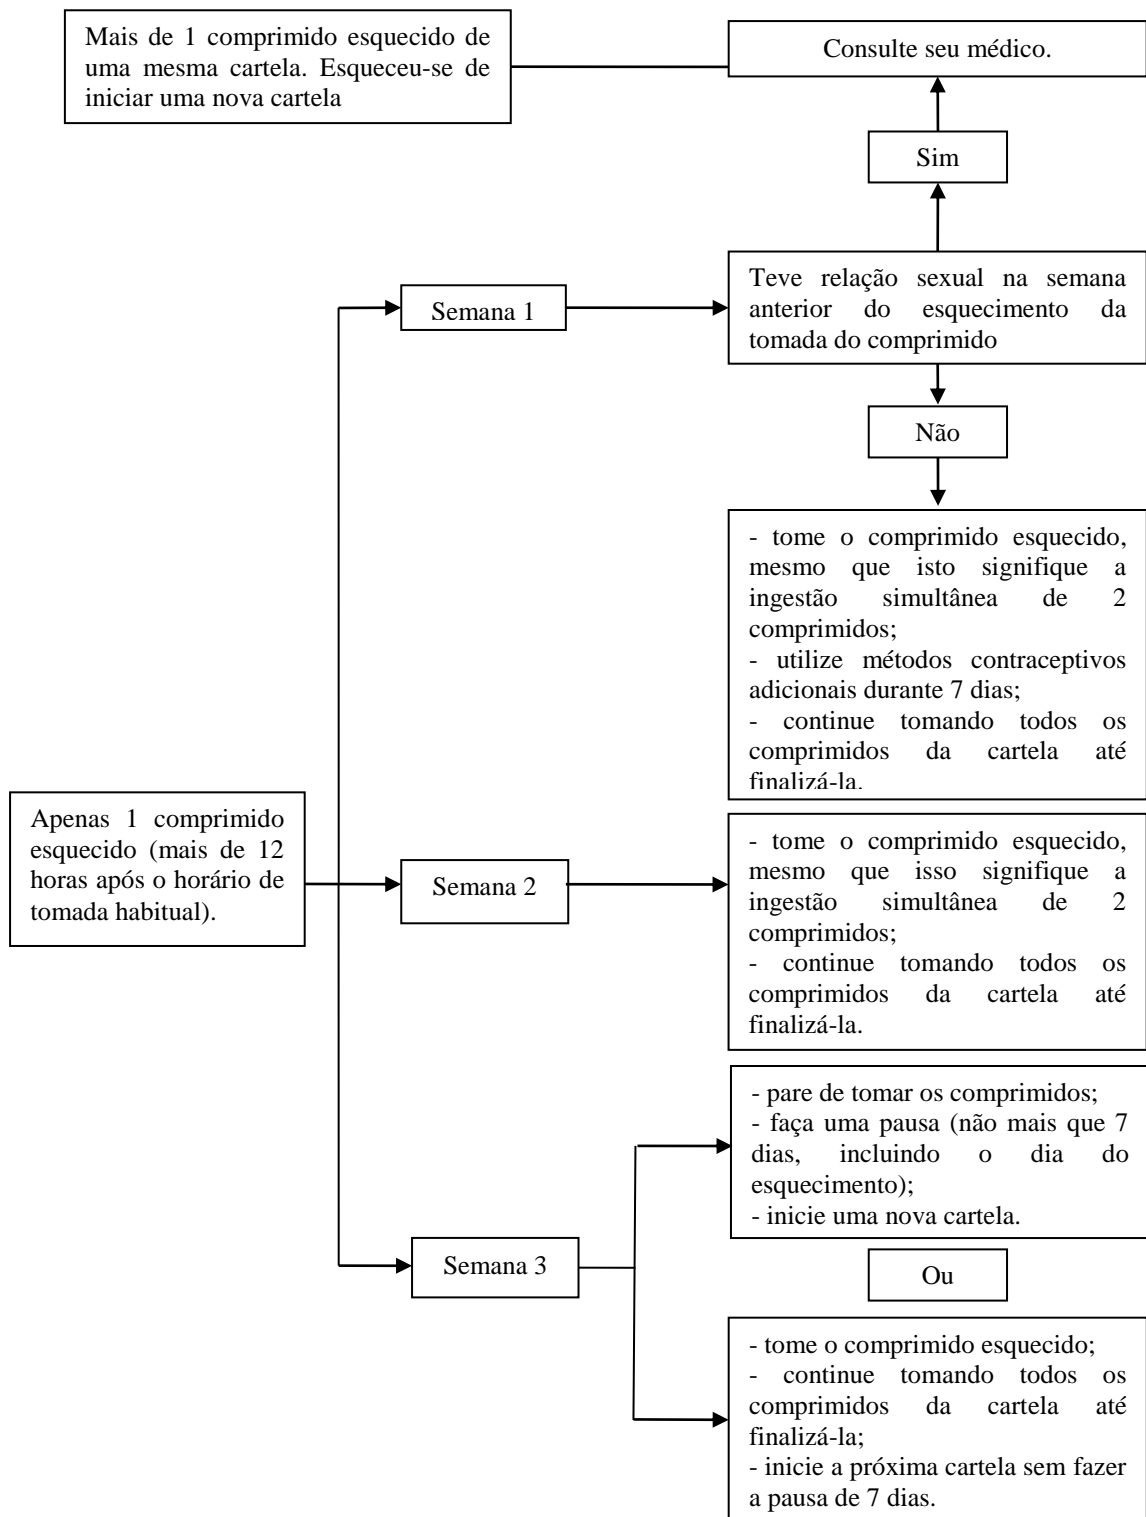 Mais de 1 comprimido esquecido de
uma mesma cartela. Esqueceu-se de
iniciar uma nova cartela
Consulte seu médico.
Sim
Teve relação sexual na semana
anterior do esquecimento da
tomada do comprimido
Semana 1
Não
- tome o comprimido esquecido,
mesmo que isto signifique a
ingestão simultânea de 2
comprimidos;
- utilize métodos contraceptivos
adicionais durante 7 dias;
- continue tomando todos os
comprimidos da cartela até
finalizá-la.
Apenas 1 comprimido
esquecido (mais de 12
horas após o horário de
tomada habitual).
Semana 2
- tome o comprimido esquecido,
mesmo que isso signifique a
ingestão simultânea de 2
comprimidos;
- continue tomando todos os
comprimidos da cartela até
finalizá-la.
Semana 3
- pare de tomar os comprimidos;
- faça uma pausa (não mais que 7
dias, incluindo o dia do
esquecimento);
- inicie uma nova cartela.
Ou
- tome o comprimido esquecido;
- continue tomando todos os
comprimidos da cartela até
finalizá-la;
- inicie a próxima cartela sem fazer
a pausa de 7 dias.